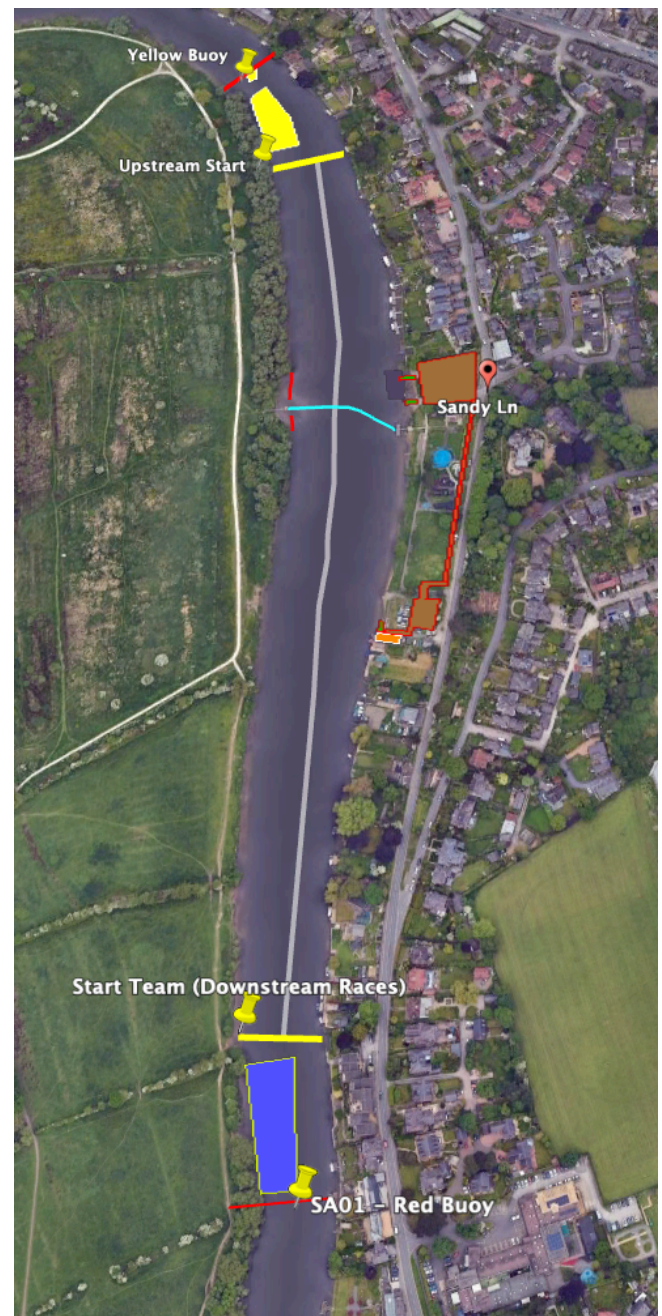 Yellow Buoy
Upstream Start
Sandy Ln
Start Team (Downstream Races)
SA01 - Red Buoy